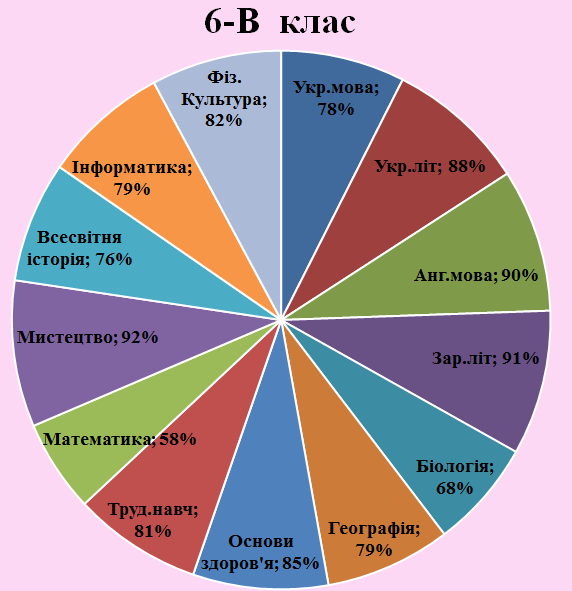 6-В клас
Укр.мова;
78%
Укр.літ; 88%
Анг.мова; 90%
Зар.літ; 91%
Біологія;
68%
Географія;
79%
Основи
здоров'я; 85%
Труд.навч;
81%
Математика; 58%
Мистецтво; 92%
Всесвітня
історія; 76%
Інформатика;
79%
Фіз.
Культура;
82%